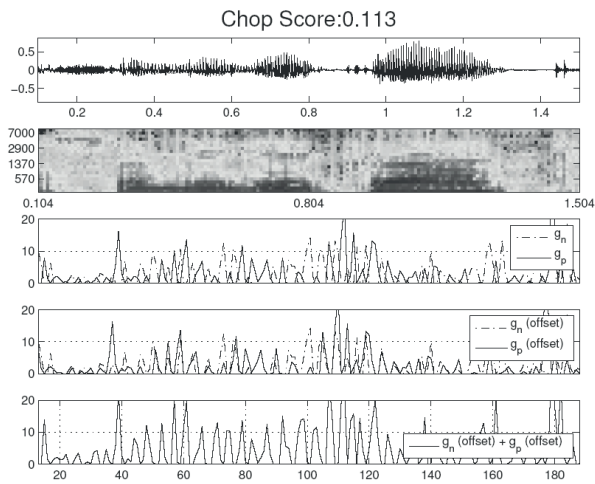 Chop Score:0.113
0.5
0
−0.5
0.2 0.4 0.6 0.8 1 1.2 1.4
7000
2900
1370
570
0.104 0.804 1.504
20
10
0
g_n
g_p
20
10
0
g_n (offset)
g_p (offset)
20
10
0
g_n (offset) + g_p (offset)
20 40 60 80 100 120 140 160 180